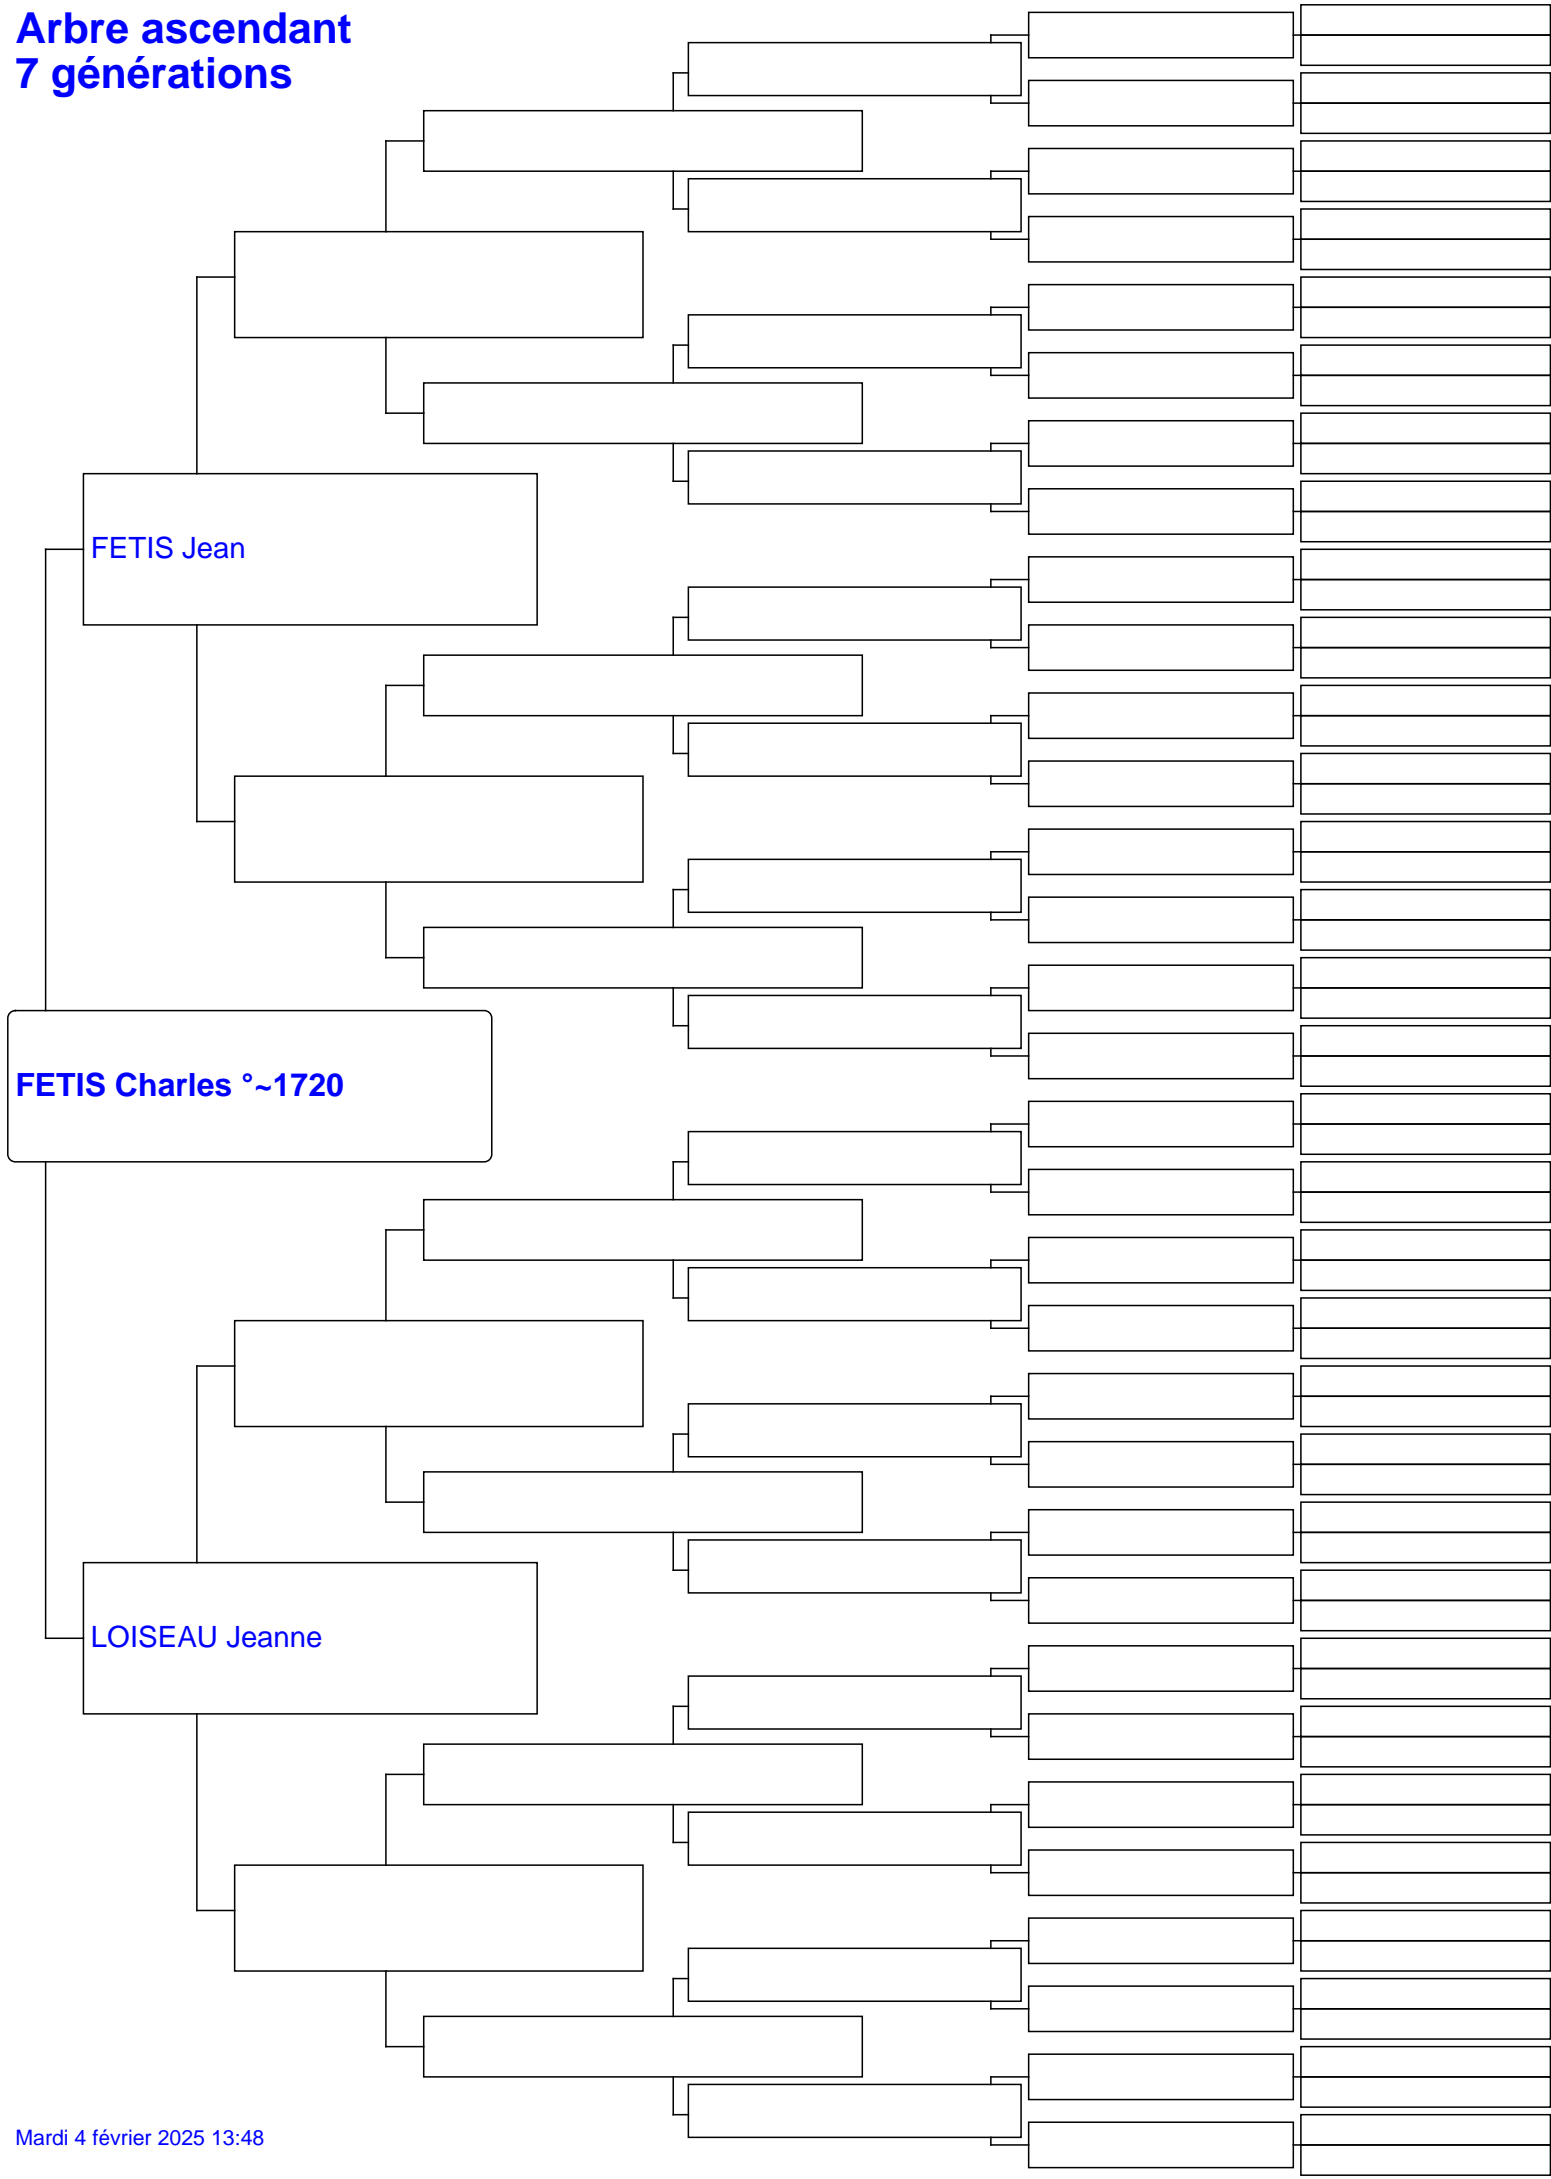 Arbre ascendant
7 générations
FETIS Jean
FETIS Charles °~1720
LOISEAU Jeanne
Mardi 4 février 2025 13:48